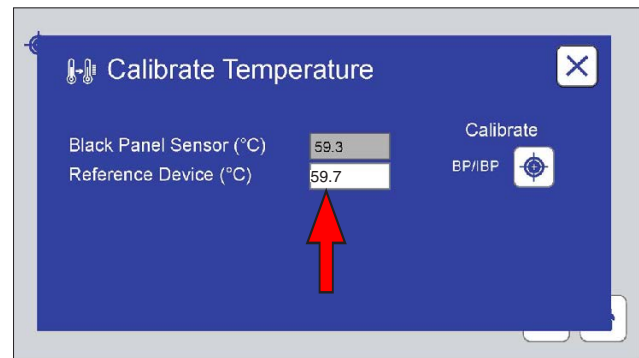 Calibrate Temperature
Calibrate
Black Panel Sensor (°C) 59.3
Reference Device (°C) 59.7
BP/IBP